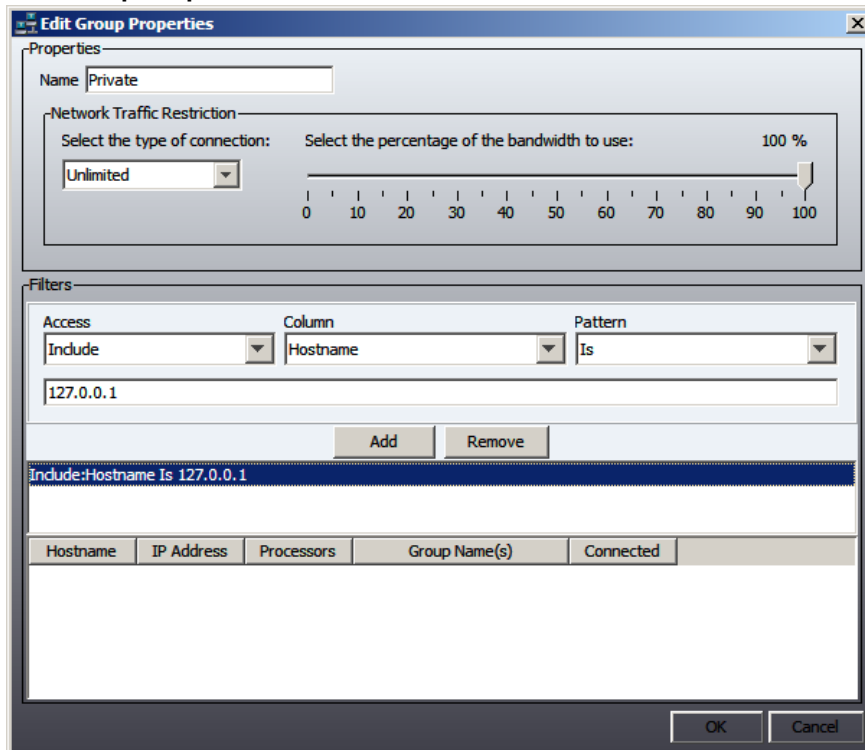 Edit Group Properties
Properties
Name Private
Network Traffic Restriction
Select the type of connection: Select the percentage of the bandwidth to use: 100 %
Unlimited
0 10 20 30 40 50 60 70 80 90 100
Filters
Access Column Pattern
Include Hostname Is
127.0.0.1
Add Remove
Include:Hostname Is 127.0.0.1
Hostname IP Address Processors Group Name(s) Connected
OK Cancel